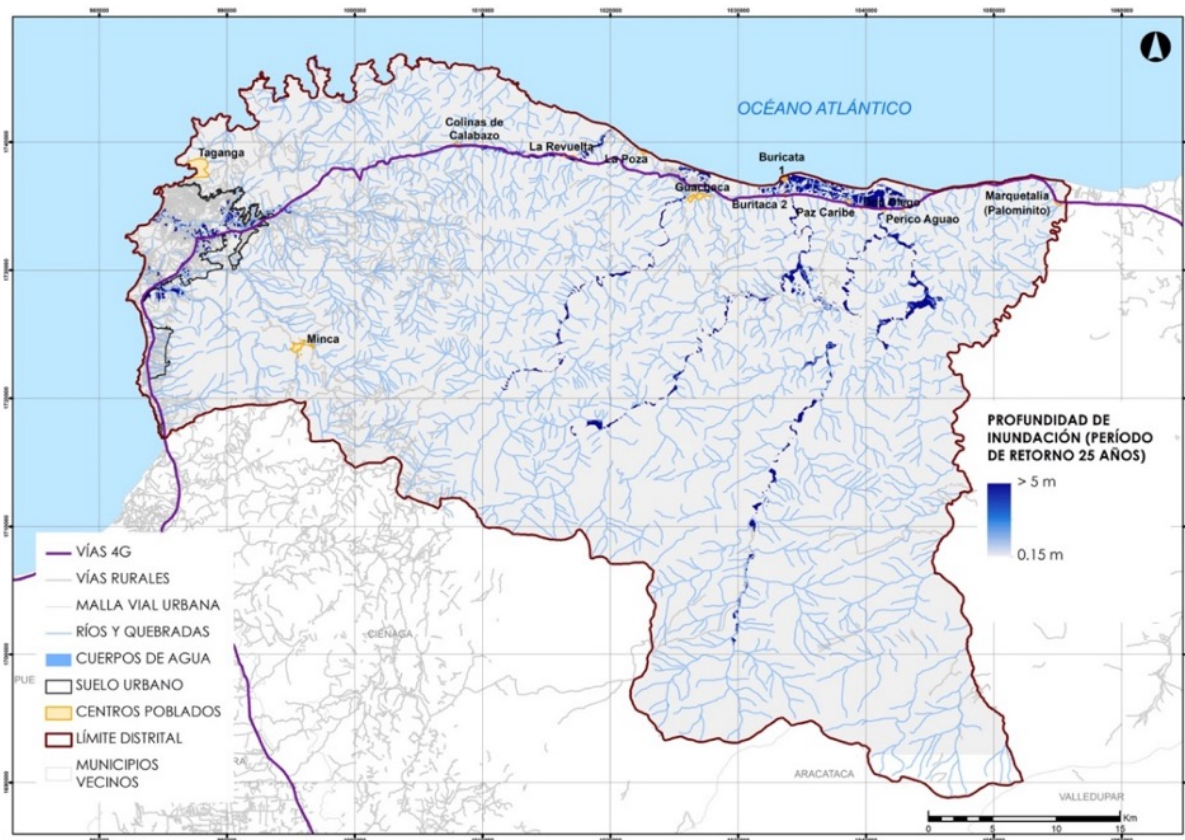 OCÉANO ATLÁNTICO
Colinas de
Calabazo
La Revuelta
La Poza
Taganga
Buricata
1
Guachaca
Buritaca 2
Paz Caribe
Perico Aguao
Marquetalia
(Palominito)
Minca
PROFUNDIDAD DE
INUNDACIÓN (PERÍODO
DE RETORNO 25 AÑOS)
> 5 m
0.15 m
VÍAS 4G
VÍAS RURALES
MALLA VIAL URBANA
RÍOS Y QUEBRADAS
CUERPOS DE AGUA
SUELO URBANO
CENTROS POBLADOS
LÍMITE DISTRITAL
MUNICIPIOS
VECINOS
CIÉNAGA
PUE
RA
ARACATACA
VALLEDUPAR
Km
0 5 10 15